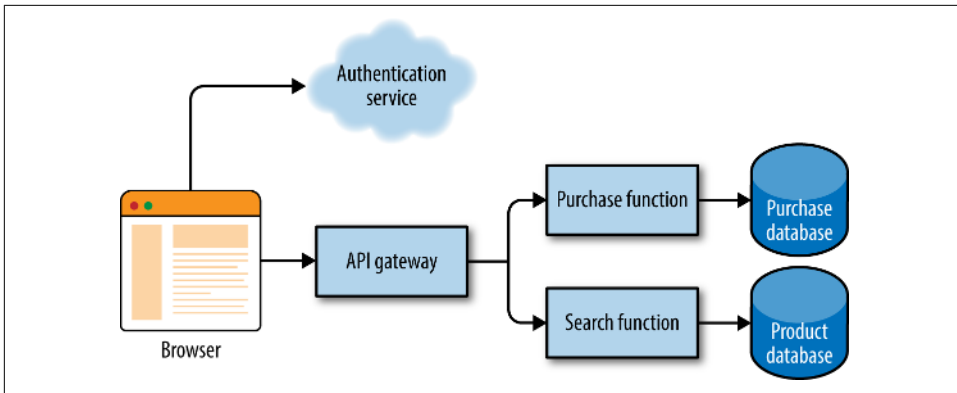 Authentication
service
Purchase function
Purchase
database
API gateway
Search function
Product
database
Browser